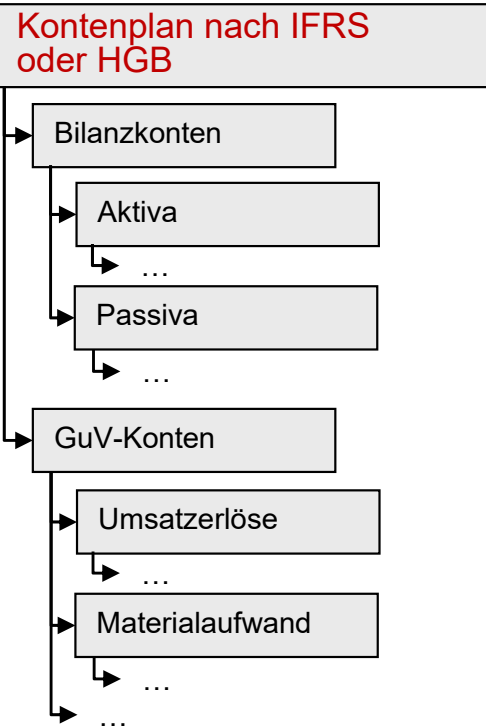 Kontenplan nach IFRS
oder HGB
Bilanzkonten
Aktiva
…
Passiva
…
GuV-Konten
Umsatzerlöse
…
Materialaufwand
…
…